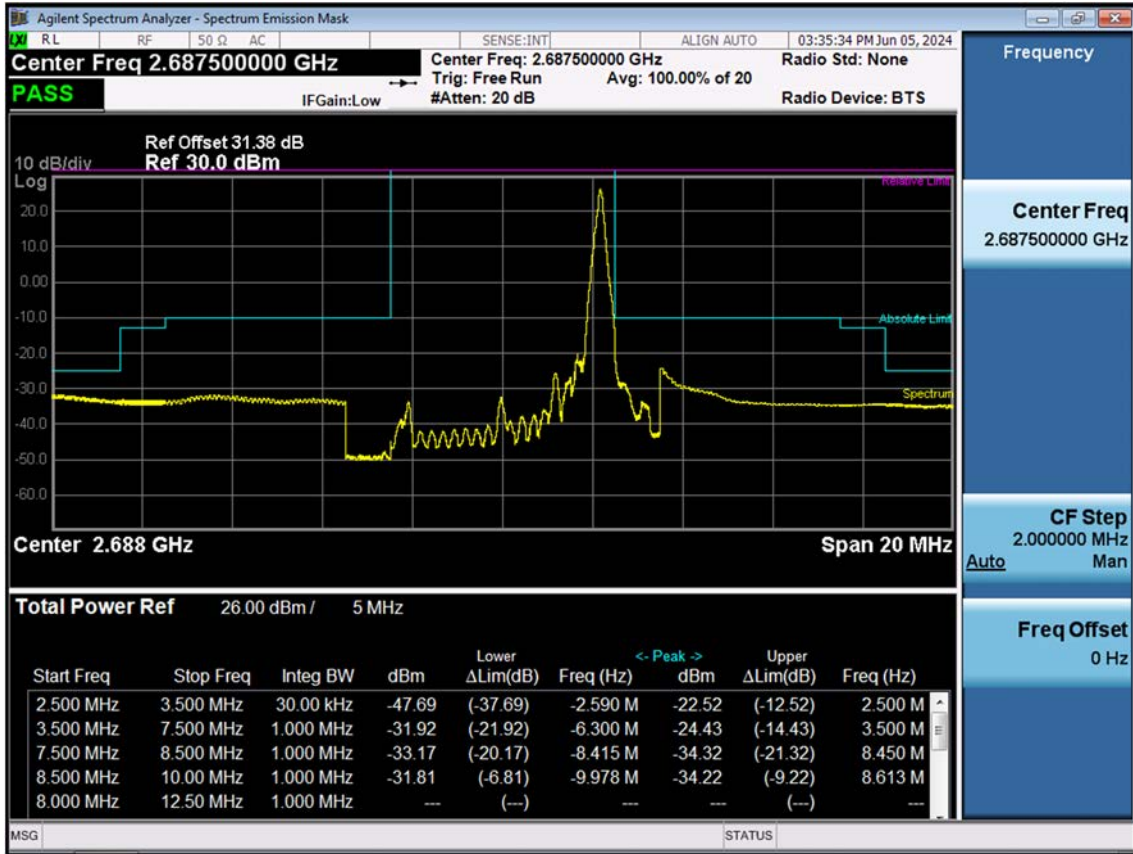 Agilent Spectrum Analyzer - Spectrum Emission Mask
LXI RL RF 50 Ω AC SENSE:INT ALIGN AUTO 03:35:34 PM Jun 05, 2024
Center Freq 2.687500000 GHz
Center Freq: 2.687500000 GHz Radio Std: None
Trig: Free Run Avg: 100.00% of 20
PASS IFGain:Low #Atten: 20 dB Radio Device: BTS
Ref Offset 31.38 dB
10 dB/div Ref 30.0 dBm
Log
Relative Limit
20.0
10.0
0.00
-10.0
Absolute Limit
-20.0
-30.0
Spectrum
-40.0
-50.0
-60.0
Center 2.688 GHz Span 20 MHz
Total Power Ref 26.00 dBm / 5 MHz
Lower <- Peak -> Upper
Start Freq Stop Freq Integ BW dBm ΔLim(dB) Freq (Hz) dBm ΔLim(dB) Freq (Hz)
2.500 MHz 3.500 MHz 30.00 kHz -47.69 (-37.69) -2.590 M -22.52 (-12.52) 2.500 M
3.500 MHz 7.500 MHz 1.000 MHz -31.92 (-21.92) -6.300 M -24.43 (-14.43) 3.500 M
7.500 MHz 8.500 MHz 1.000 MHz -33.17 (-20.17) -8.415 M -34.32 (-21.32) 8.450 M
8.500 MHz 10.00 MHz 1.000 MHz -31.81 (-6.81) -9.978 M -34.22 (-9.22) 8.613 M
8.000 MHz 12.50 MHz 1.000 MHz --- (---) --- --- (---) ---
MSG STATUS
Frequency
Center Freq
2.687500000 GHz
CF Step
2.000000 MHz
Auto Man
Freq Offset
0 Hz